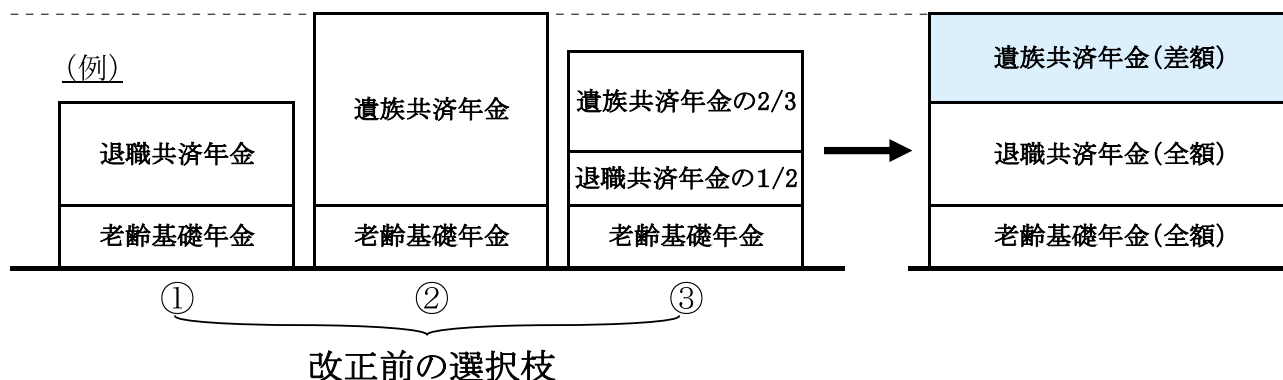 (例)
退職共済年金
老齢基礎年金
①
遺族共済年金
老齢基礎年金
②
遺族共済年金の2/3
退職共済年金の1/2
老齢基礎年金
③
改正前の選択枝
遺族共済年金(差額)
退職共済年金(全額)
老齢基礎年金(全額)